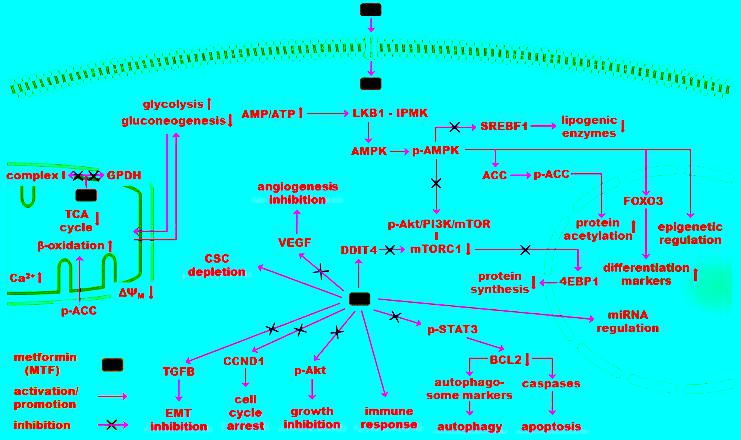 glycolysis↑
gluconeogenesis↓
AMP/ATP↑
LKB1 - IPMK
SREBF1
lipogenic
enzymes↓
AMPK
p-AMPK
complex I
GPDH
ACC
p-ACC
angiogenesis
inhibition
FOXO3
TCA
cycle↓
p-Akt/PI3K/mTOR
protein
acetylation↑
epigenetic
regulation
β-oxidation↑
VEGF
DDIT4
mTORC1↓
CSC
depletion
Ca²⁺↑
ΔΨM↓
protein
synthesis↓
4EBP1
differentiation
markers↑
p-ACC
miRNA
regulation
p-STAT3
metformin
(MTF)
TGFB
CCND1
p-Akt
BCL2↓
activation/
promotion
autophago-
some markers
caspases
inhibition
EMT
inhibition
cell
cycle
arrest
growth
inhibition
immune
response
autophagy
apoptosis